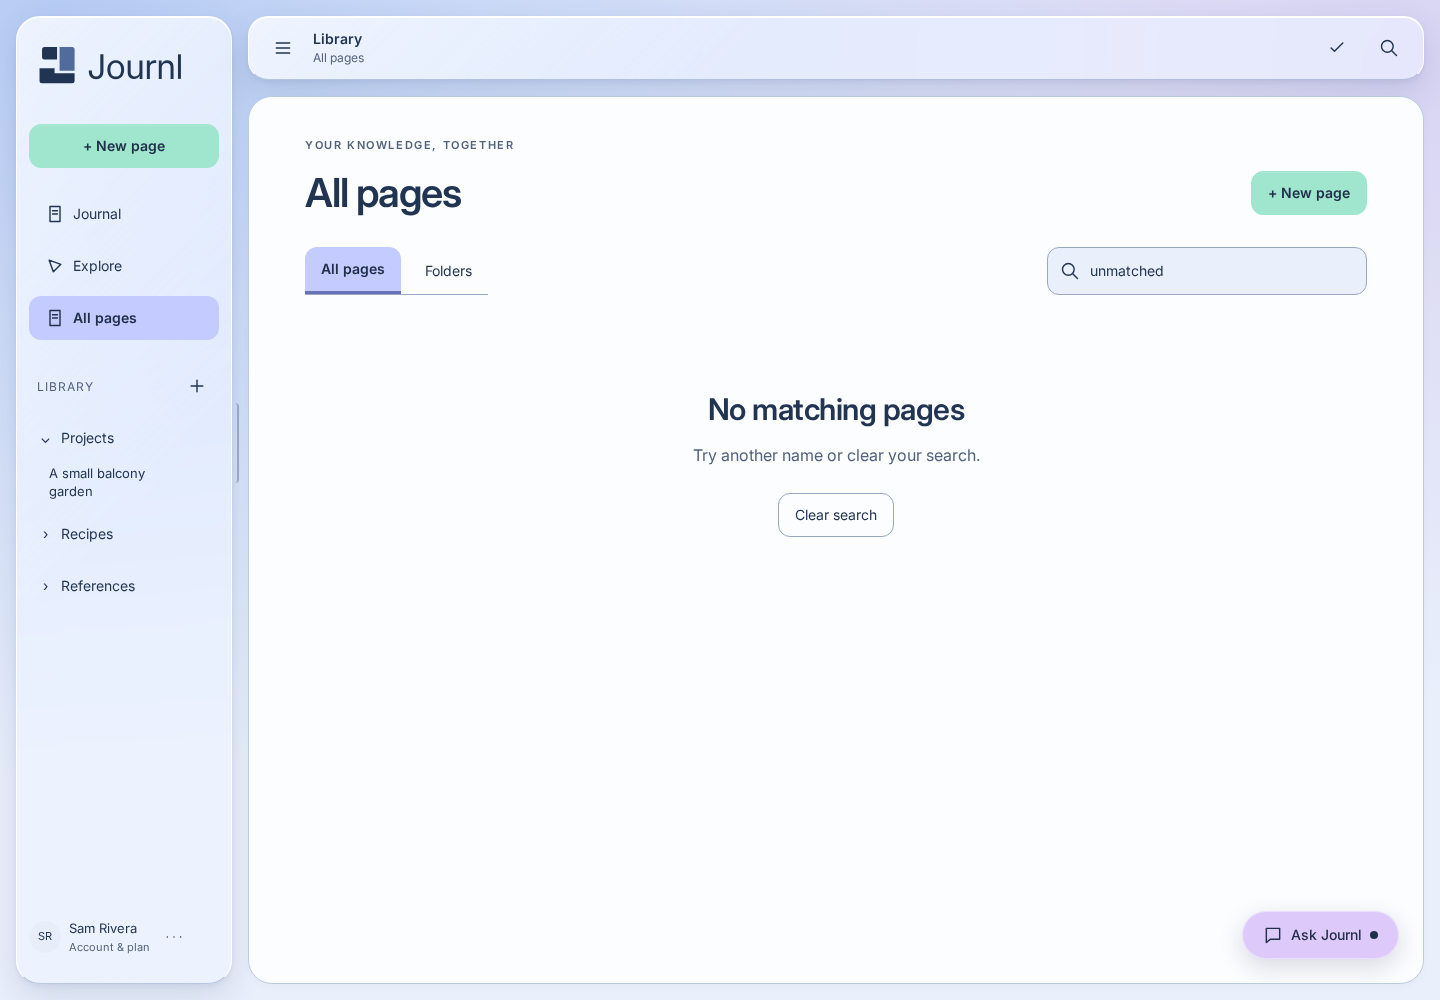 Journl
+ New page
Journal
Explore
All pages
LIBRARY
Projects
A small balcony
garden
Recipes
References
SR
Sam Rivera
Account & plan
Library
All pages
YOUR KNOWLEDGE, TOGETHER
All pages
+ New page
All pages
Folders
unmatched
No matching pages
Try another name or clear your search.
Clear search
Ask Journl